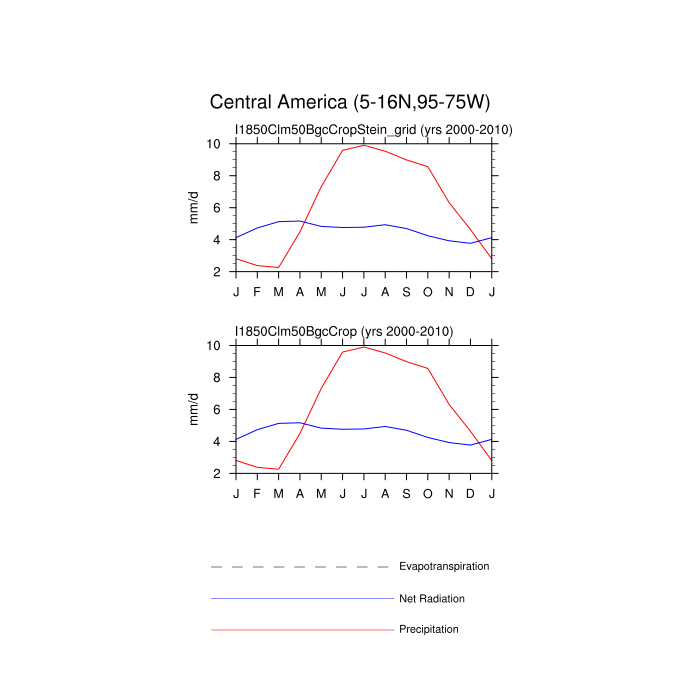 Central America (5-16N,95-75W)
I1850Clm50BgcCropStein_grid (yrs 2000-2010)
10
8
6
4
2
mm/d
J F M A M J J A S O N D J
I1850Clm50BgcCrop (yrs 2000-2010)
10
8
6
4
2
mm/d
J F M A M J J A S O N D J
Evapotranspiration
Net Radiation
Precipitation